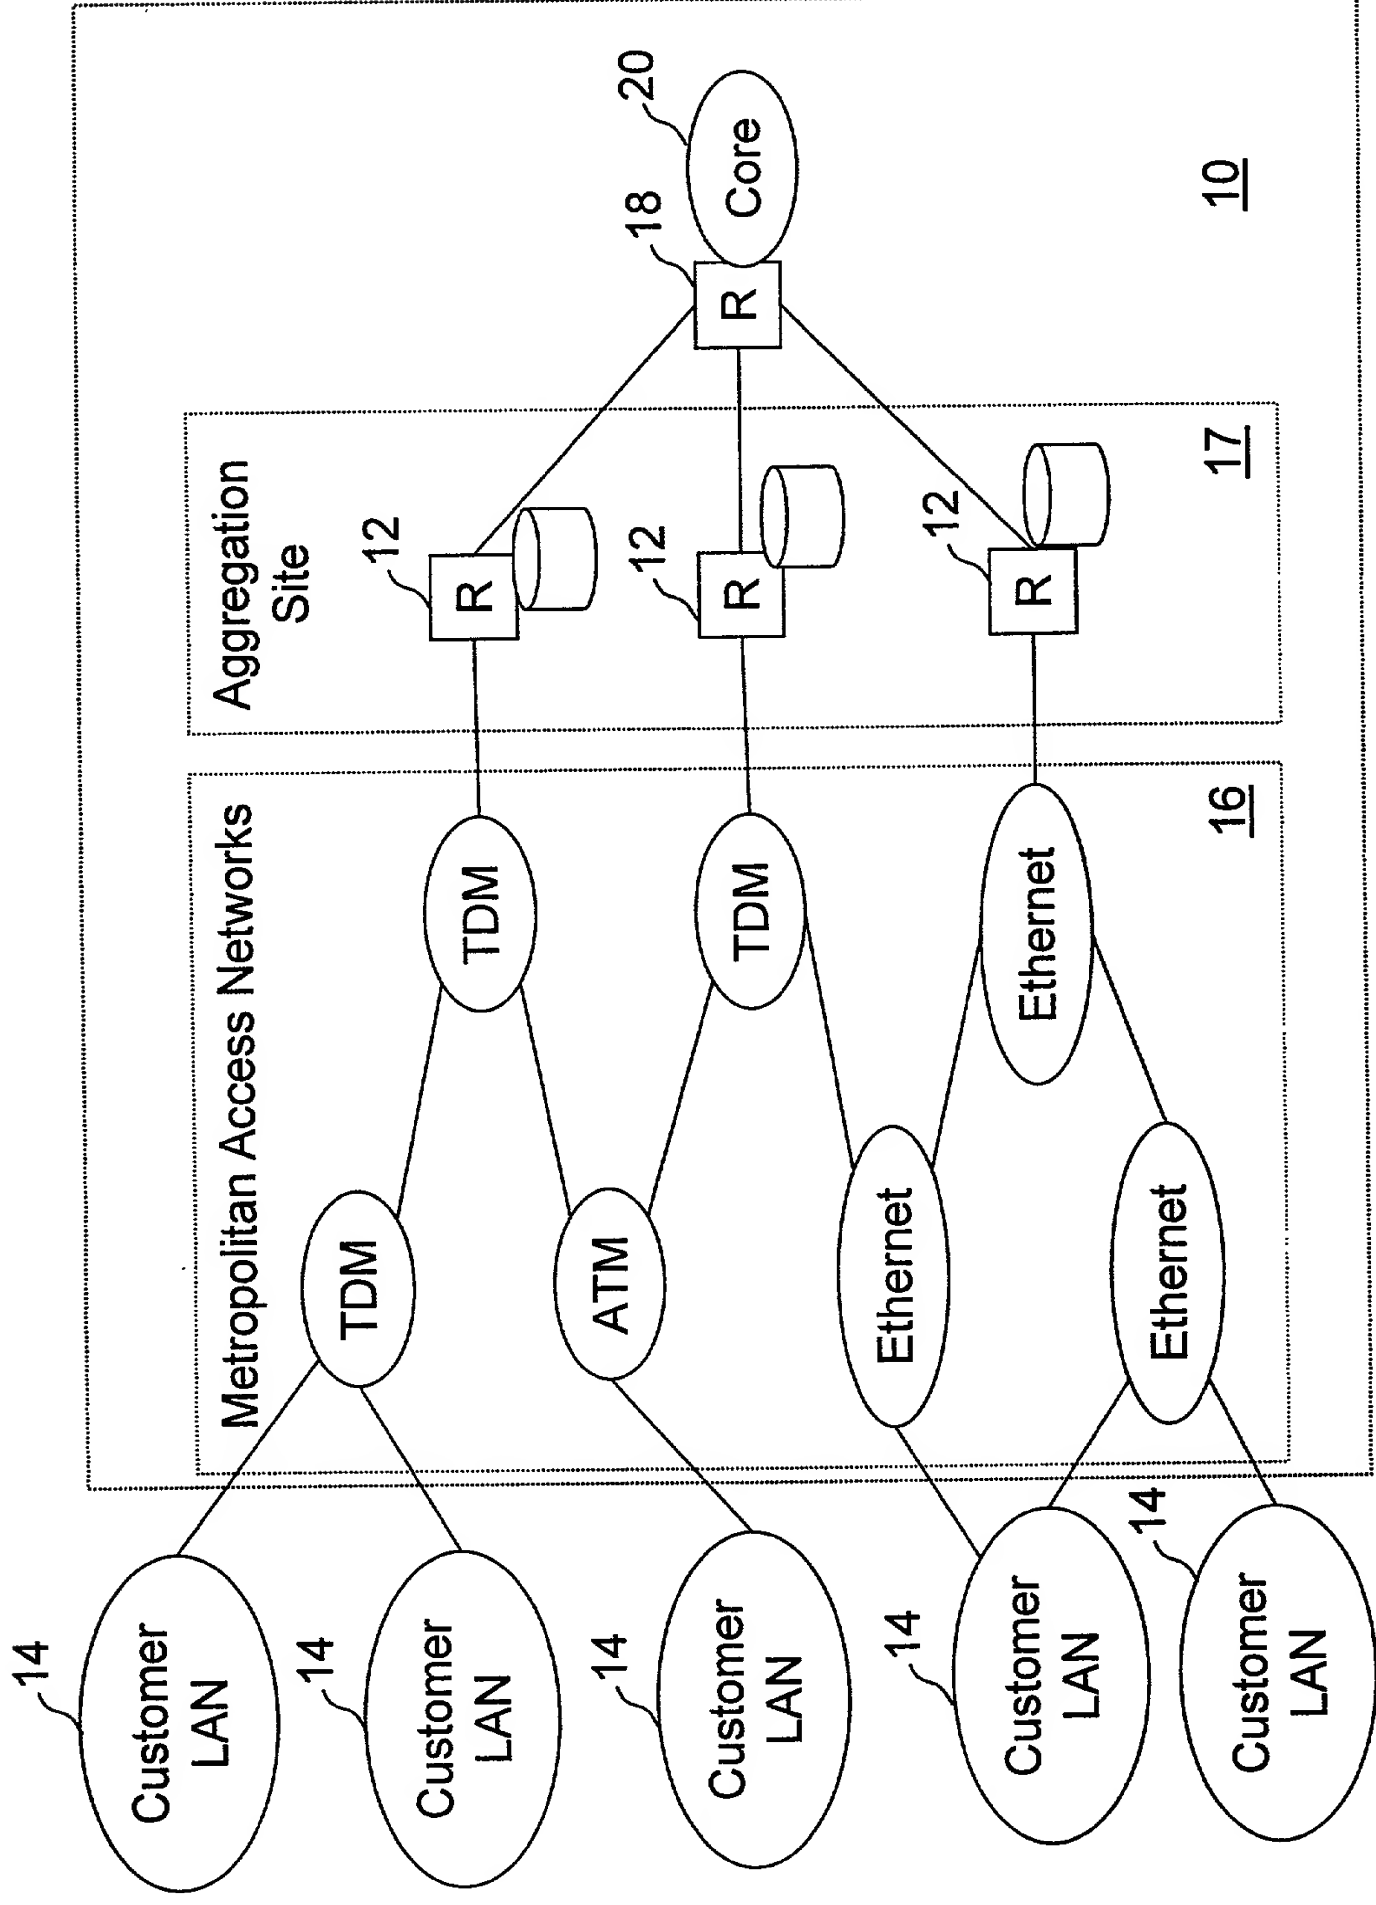 Customer
LAN
14
Customer
LAN
14
Customer
LAN
14
Customer
LAN
14
Customer
LAN
14
Metropolitan Access Networks
TDM
ATM
Ethernet
Ethernet
TDM
TDM
Ethernet
16
Aggregation
Site
R
12
R
12
R
12
17
R
18
Core
20
10